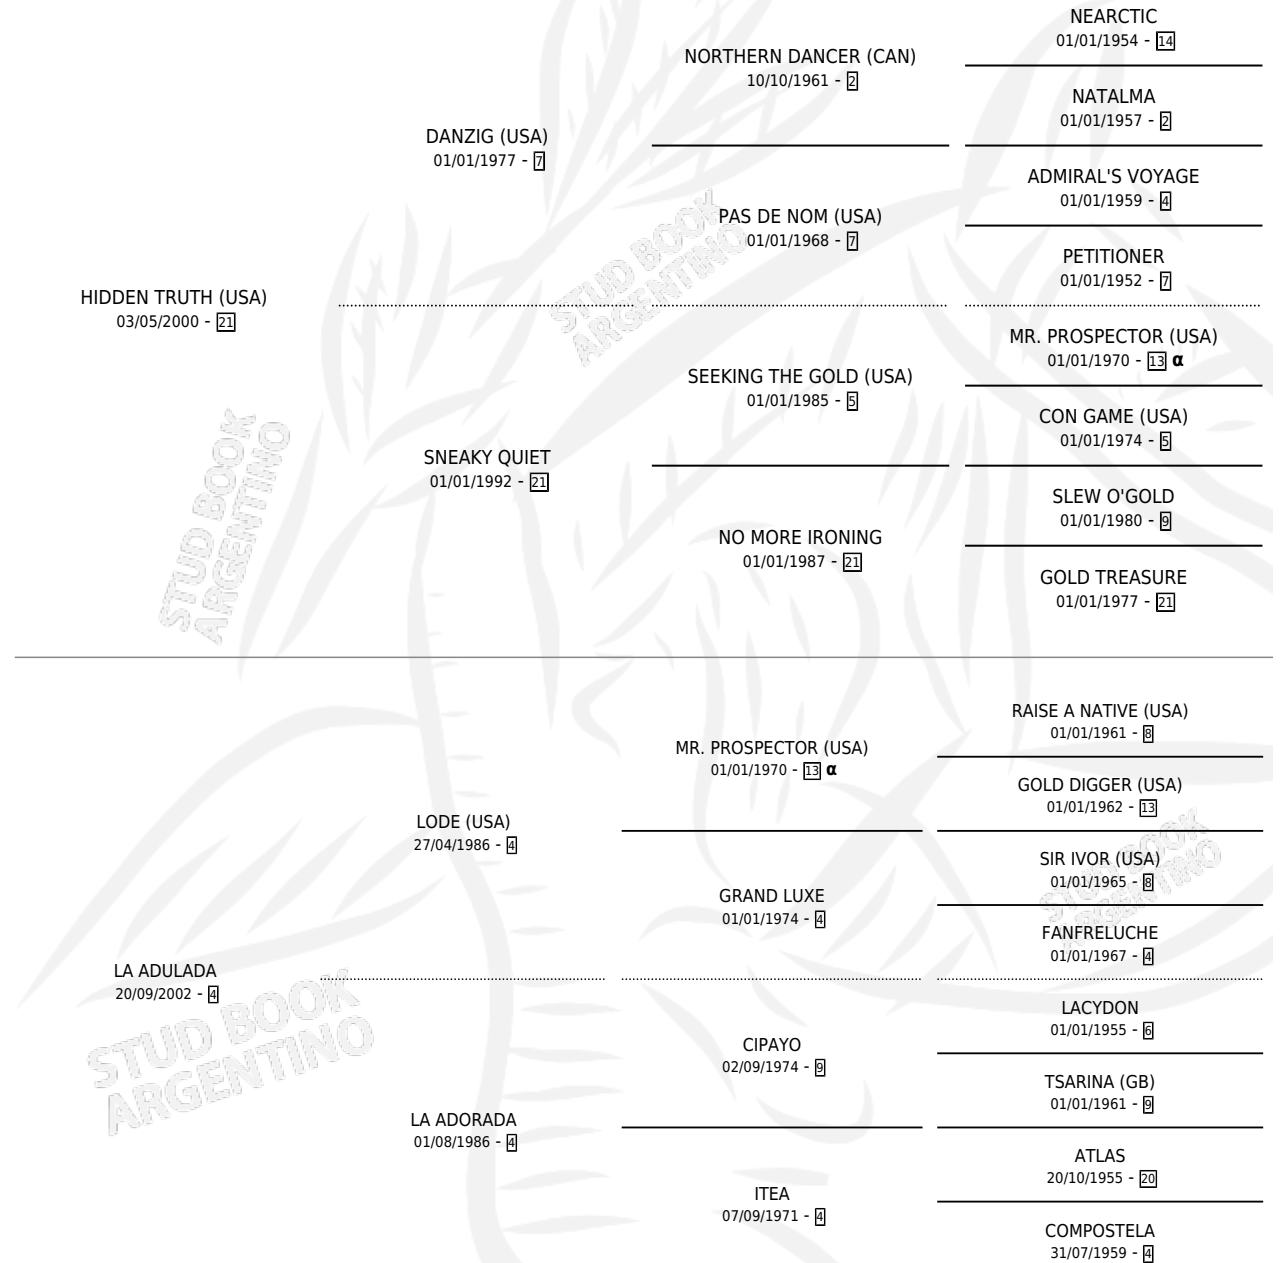 NEARCTIC
01/01/1954 - 14
NORTHERN DANCER (CAN)
10/10/1961 - 2
NATALMA
01/01/1957 - 2
DANZIG (USA)
01/01/1977 - 7
ADMIRAL'S VOYAGE
01/01/1959 - 4
PAS DE NOM (USA)
01/01/1968 - 7
PETITIONER
01/01/1952 - 7
HIDDEN TRUTH (USA)
03/05/2000 - 21
MR. PROSPECTOR (USA)
01/01/1970 - 13 α
SEEKING THE GOLD (USA)
01/01/1985 - 5
CON GAME (USA)
01/01/1974 - 5
SNEAKY QUIET
01/01/1992 - 21
SLEW O'GOLD
01/01/1980 - 9
NO MORE IRONING
01/01/1987 - 21
GOLD TREASURE
01/01/1977 - 21
RAISE A NATIVE (USA)
01/01/1961 - 8
MR. PROSPECTOR (USA)
01/01/1970 - 13 α
GOLD DIGGER (USA)
01/01/1962 - 13
LODE (USA)
27/04/1986 - 4
SIR IVOR (USA)
01/01/1965 - 8
GRAND LUXE
01/01/1974 - 4
FANFRELUCHE
01/01/1967 - 4
LA ADULADA
20/09/2002 - 4
LACYDON
01/01/1955 - 6
CIPAYO
02/09/1974 - 9
TSARINA (GB)
01/01/1961 - 9
LA ADORADA
01/08/1986 - 4
ATLAS
20/10/1955 - 20
ITEA
07/09/1971 - 4
COMPOSTELA
31/07/1959 - 4
STUD BOOK
ARGENTINO
STUD BOOK
ARGENTINO
STUD BOOK
ARGENTINO
STUD BOOK
ARGENTINO